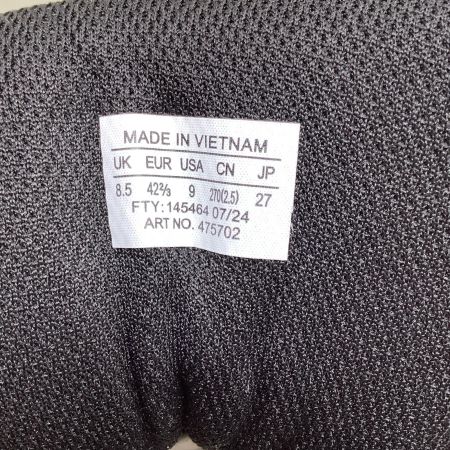 MADE IN VIETNAM
UK EUR USA CN JP
8.5 42⅔ 9 270(2.5) 27
FTY: 145464 07/24
ART NO. 475702